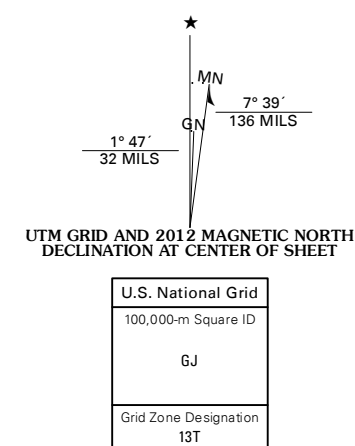 ★
MN
7° 39´
136 MILS
GN
1° 47´
32 MILS
UTM GRID AND 2012 MAGNETIC NORTH
DECLINATION AT CENTER OF SHEET
U.S. National Grid
100,000-m Square ID
GJ
Grid Zone Designation
13T